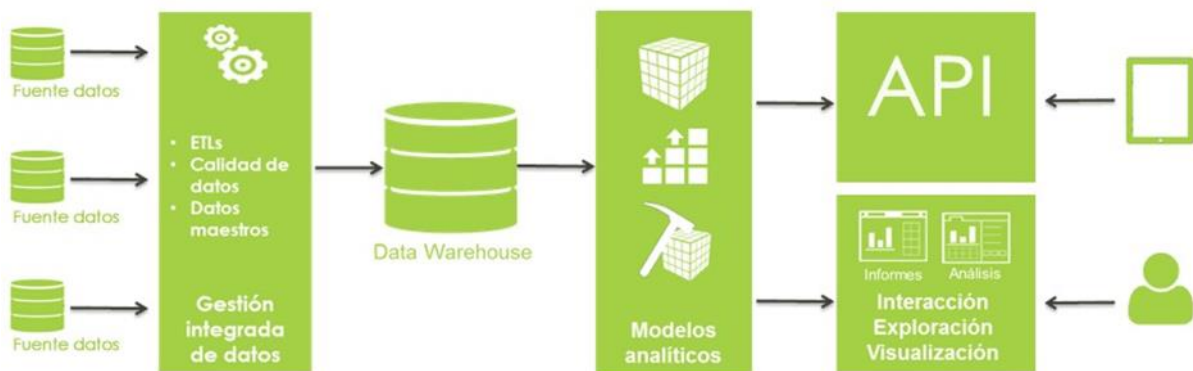 Fuente datos
Fuente datos
Fuente datos
• ETLs
• Calidad de
datos
• Datos
maestros
Gestión
integrada
de datos
Data Warehouse
Modelos
analíticos
API
Informes
Análisis
Interacción
Exploración
Visualización